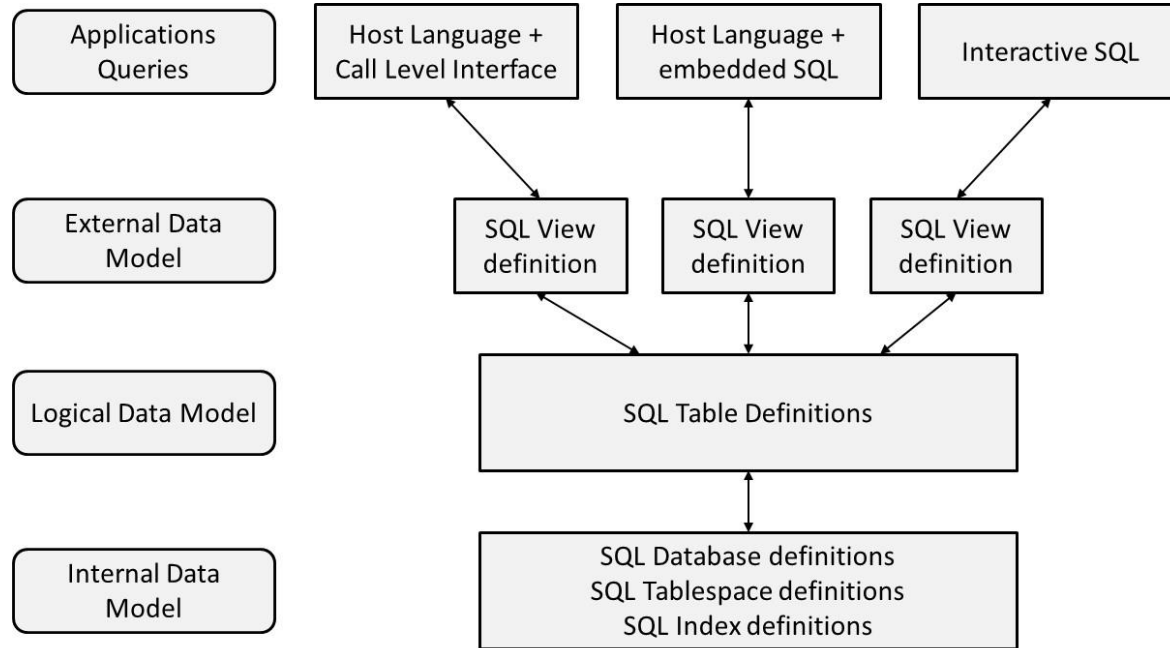 Applications
Queries
Host Language +
Call Level Interface
Host Language +
embedded SQL
Interactive SQL
External Data
Model
SQL View
definition
SQL View
definition
SQL View
definition
Logical Data Model
SQL Table Definitions
Internal Data
Model
SQL Database definitions
SQL Tablespace definitions
SQL Index definitions